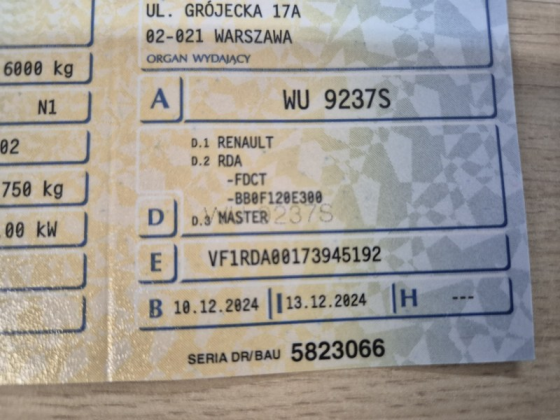 UL. GRÓJECKA 17A
02-021 WARSZAWA
ORGAN WYDAJĄCY
6000 kg
N1
02
750 kg
00 kW
A WU 9237S
D.1 RENAULT
D.2 RDA
-FDCT
-BB0F120E300
D D.3 MASTER
E VF1RDA00173945192
B 10.12.2024 I 13.12.2024 H ---
SERIA DR/BAU 5823066